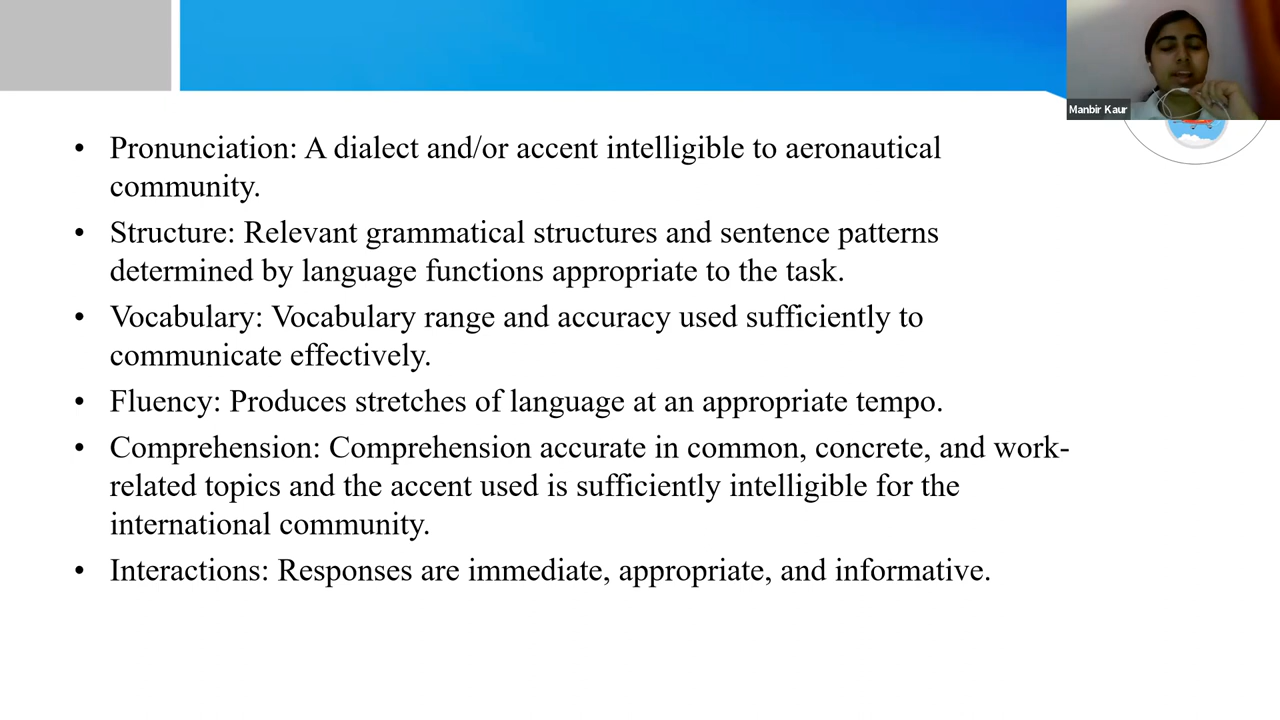 Manbir Kaur
• Pronunciation: A dialect and/or accent intelligible to aeronautical
community.
• Structure: Relevant grammatical structures and sentence patterns
determined by language functions appropriate to the task.
• Vocabulary: Vocabulary range and accuracy used sufficiently to
communicate effectively.
• Fluency: Produces stretches of language at an appropriate tempo.
• Comprehension: Comprehension accurate in common, concrete, and work-
related topics and the accent used is sufficiently intelligible for the
international community.
• Interactions: Responses are immediate, appropriate, and informative.